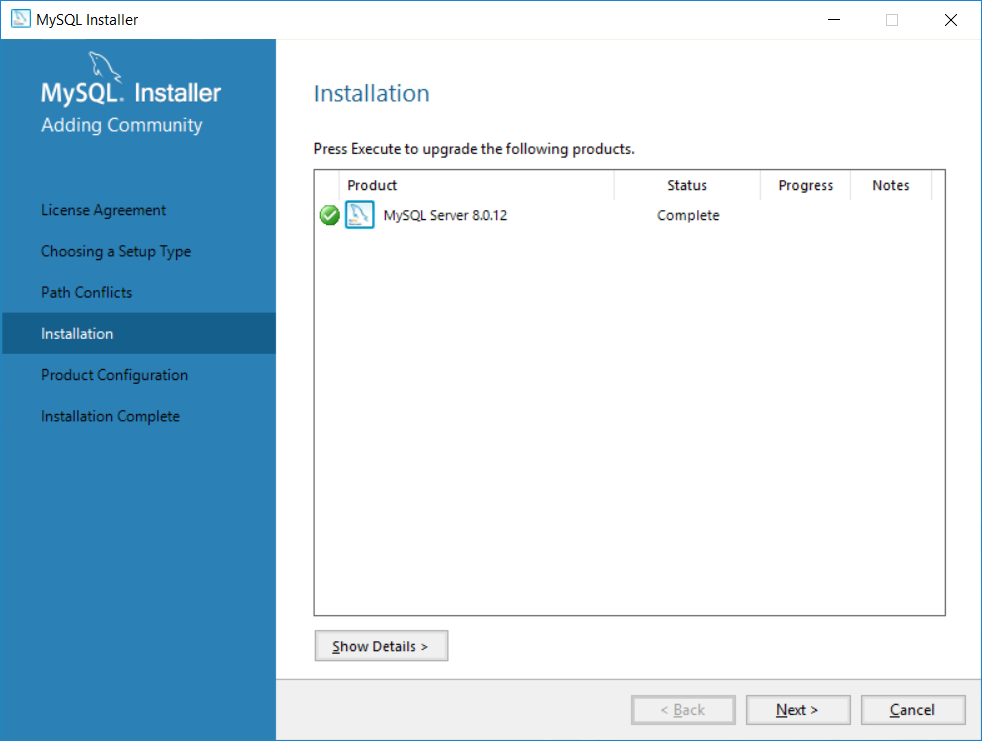 MySQL Installer
MySQL. Installer
Adding Community
License Agreement
Choosing a Setup Type
Path Conflicts
Installation
Product Configuration
Installation Complete
Installation
Press Execute to upgrade the following products.
Product Status Progress Notes
MySQL Server 8.0.12 Complete
Show Details >
< Back Next > Cancel